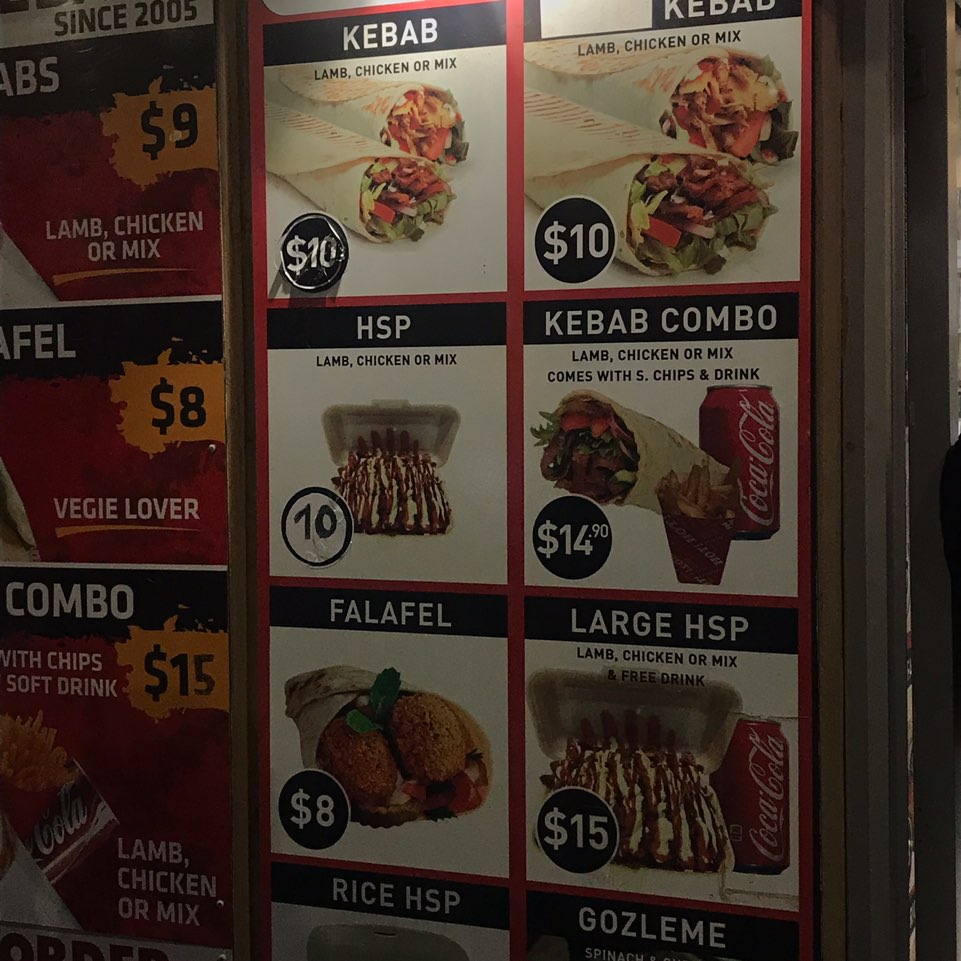 SINCE 2005
ABS
$9
LAMB, CHICKEN
OR MIX
AFEL
$8
VEGIE LOVER
COMBO
WITH CHIPS
SOFT DRINK
$15
Cola
LAMB,
CHICKEN
OR MIX
ORDER
KEBAB
LAMB, CHICKEN OR MIX
$10
HSP
LAMB, CHICKEN OR MIX
10
FALAFEL
$8
RICE HSP
KEBAB
LAMB, CHICKEN OR MIX
$10
KEBAB COMBO
LAMB, CHICKEN OR MIX
COMES WITH S. CHIPS & DRINK
Coca-Cola
$14.90
LARGE HSP
LAMB, CHICKEN OR MIX
& FREE DRINK
Coca-Cola
$15
GOZLEME
SPINACH &